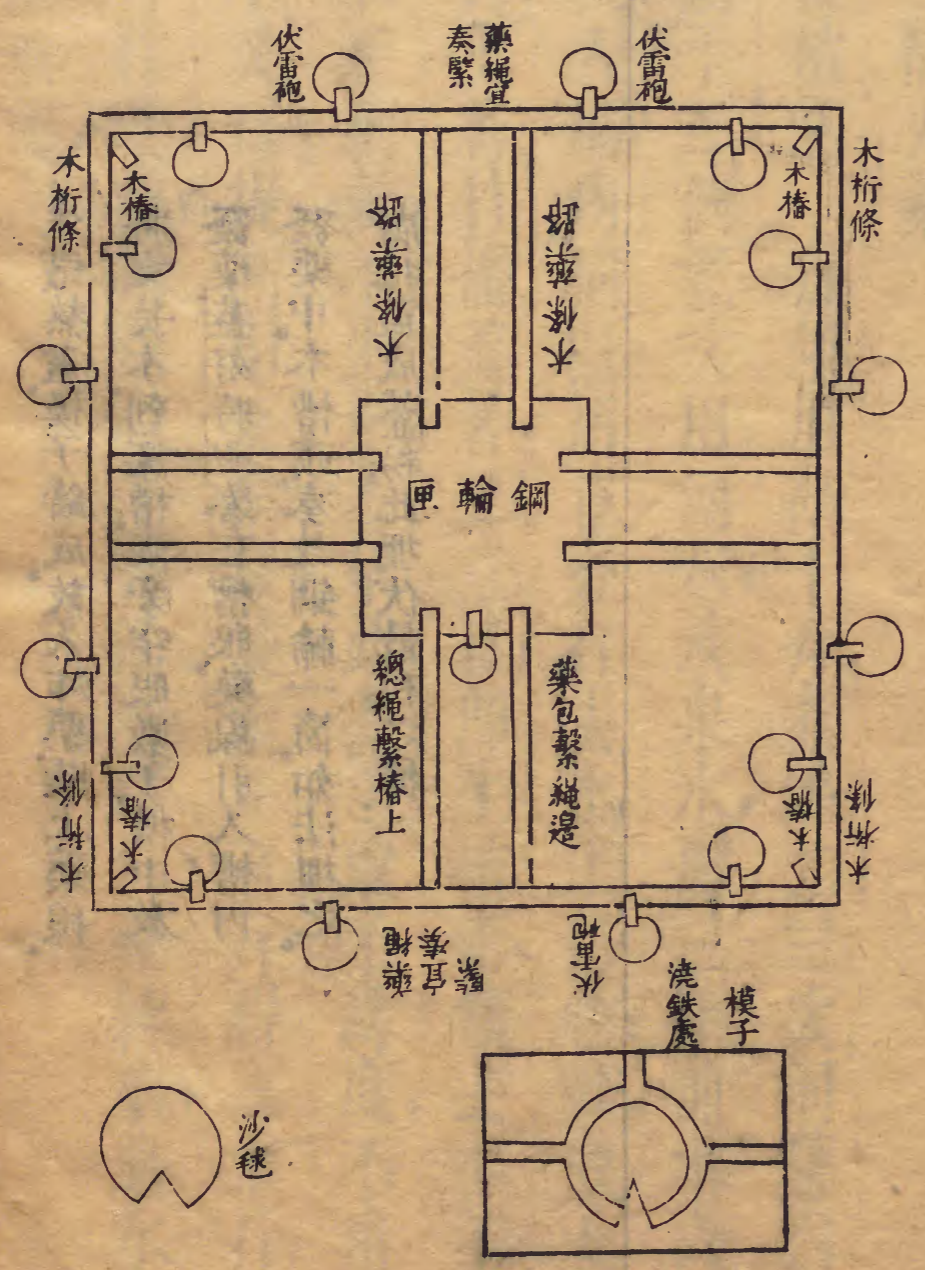 伏雷砲
藥繩宜
奏緊
伏雷砲
木桁條
木樁
木條藥路
木條藥路
木樁
木桁條
鋼輪匣
藥包繫繩邊
總繩繫樁上
木桁條
木樁
木樁
木桁條
藥繩
宜湊
緊
伏雷砲
模子
澆鉄處
沙毬